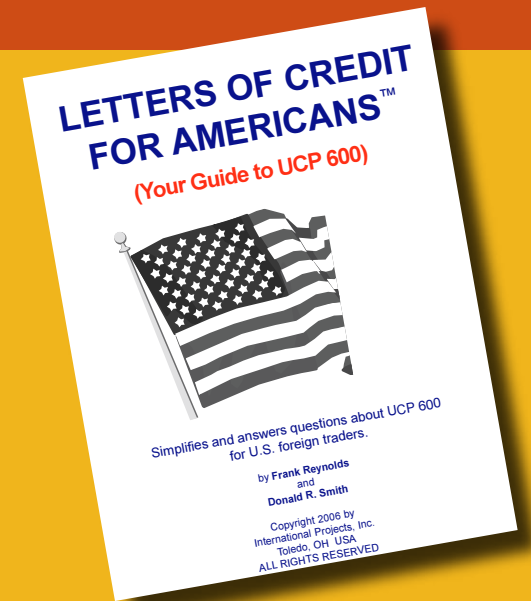 LETTERS OF CREDIT
FOR AMERICANS™
(Your Guide to UCP 600)
Simplifies and answers questions about UCP 600
for U.S. foreign traders.
by Frank Reynolds
and
Donald R. Smith
Copyright 2006 by
International Projects, Inc.
Toledo, OH USA
ALL RIGHTS RESERVED